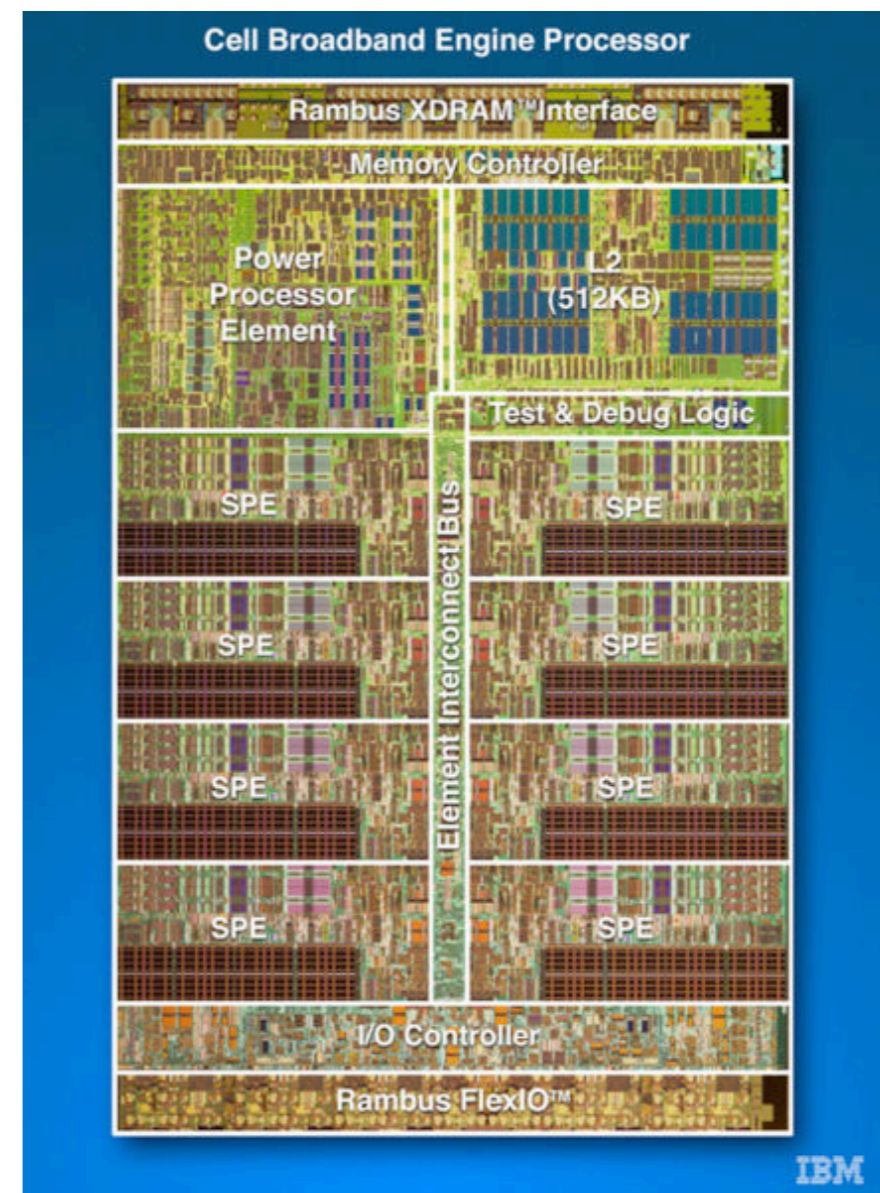 Cell Broadband Engine Processor
Rambus XDRAM™ Interface
Memory Controller
Power
Processor
Element
L2
(512KB)
Test & Debug Logic
Element Interconnect Bus
SPE
SPE
SPE
SPE
SPE
SPE
SPE
SPE
I/O Controller
Rambus FlexIO™
IBM